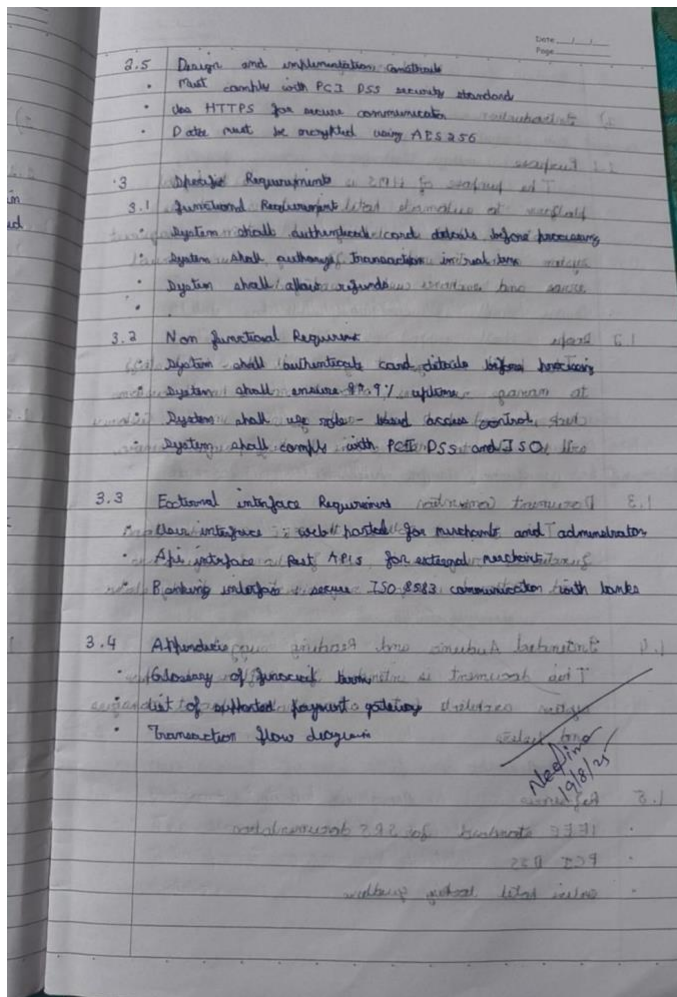 Date __/__/__
Page ____
2.5 Design and implementation constraints
• Must comply with PCI DSS security standard
• Use HTTPS for secure communication
• Data must be encrypted using AES 256
3 Specific Requirements
3.1 Functional Requirement
• System shall authenticate card details before processing
• System shall authorize transaction in real time
• System shall allow refunds
•
3.2 Non functional Requirement
• System shall authenticate card details before processing
• System shall ensure 99.9% uptime
• System shall use role-based access control,
• System shall comply with PCI DSS and ISO
3.3 External interface Requirement
• User interface : web portal for merchants and administrator
• Api interface : Rest APIs for external merchant
• Banking interface : secure ISO 8583 communication with banks
3.4 Appendix
• Glossary of financial term
• List of supported payment gateway
• Transaction flow diagram
19/8/25